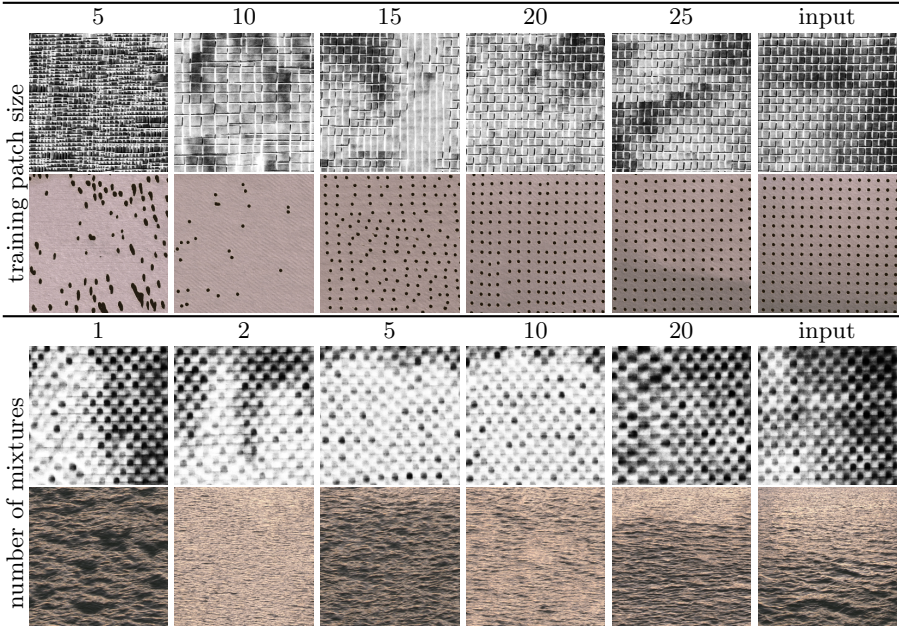 5 10 15 20 25 input
training patch size
1 2 5 10 20 input
number of mixtures